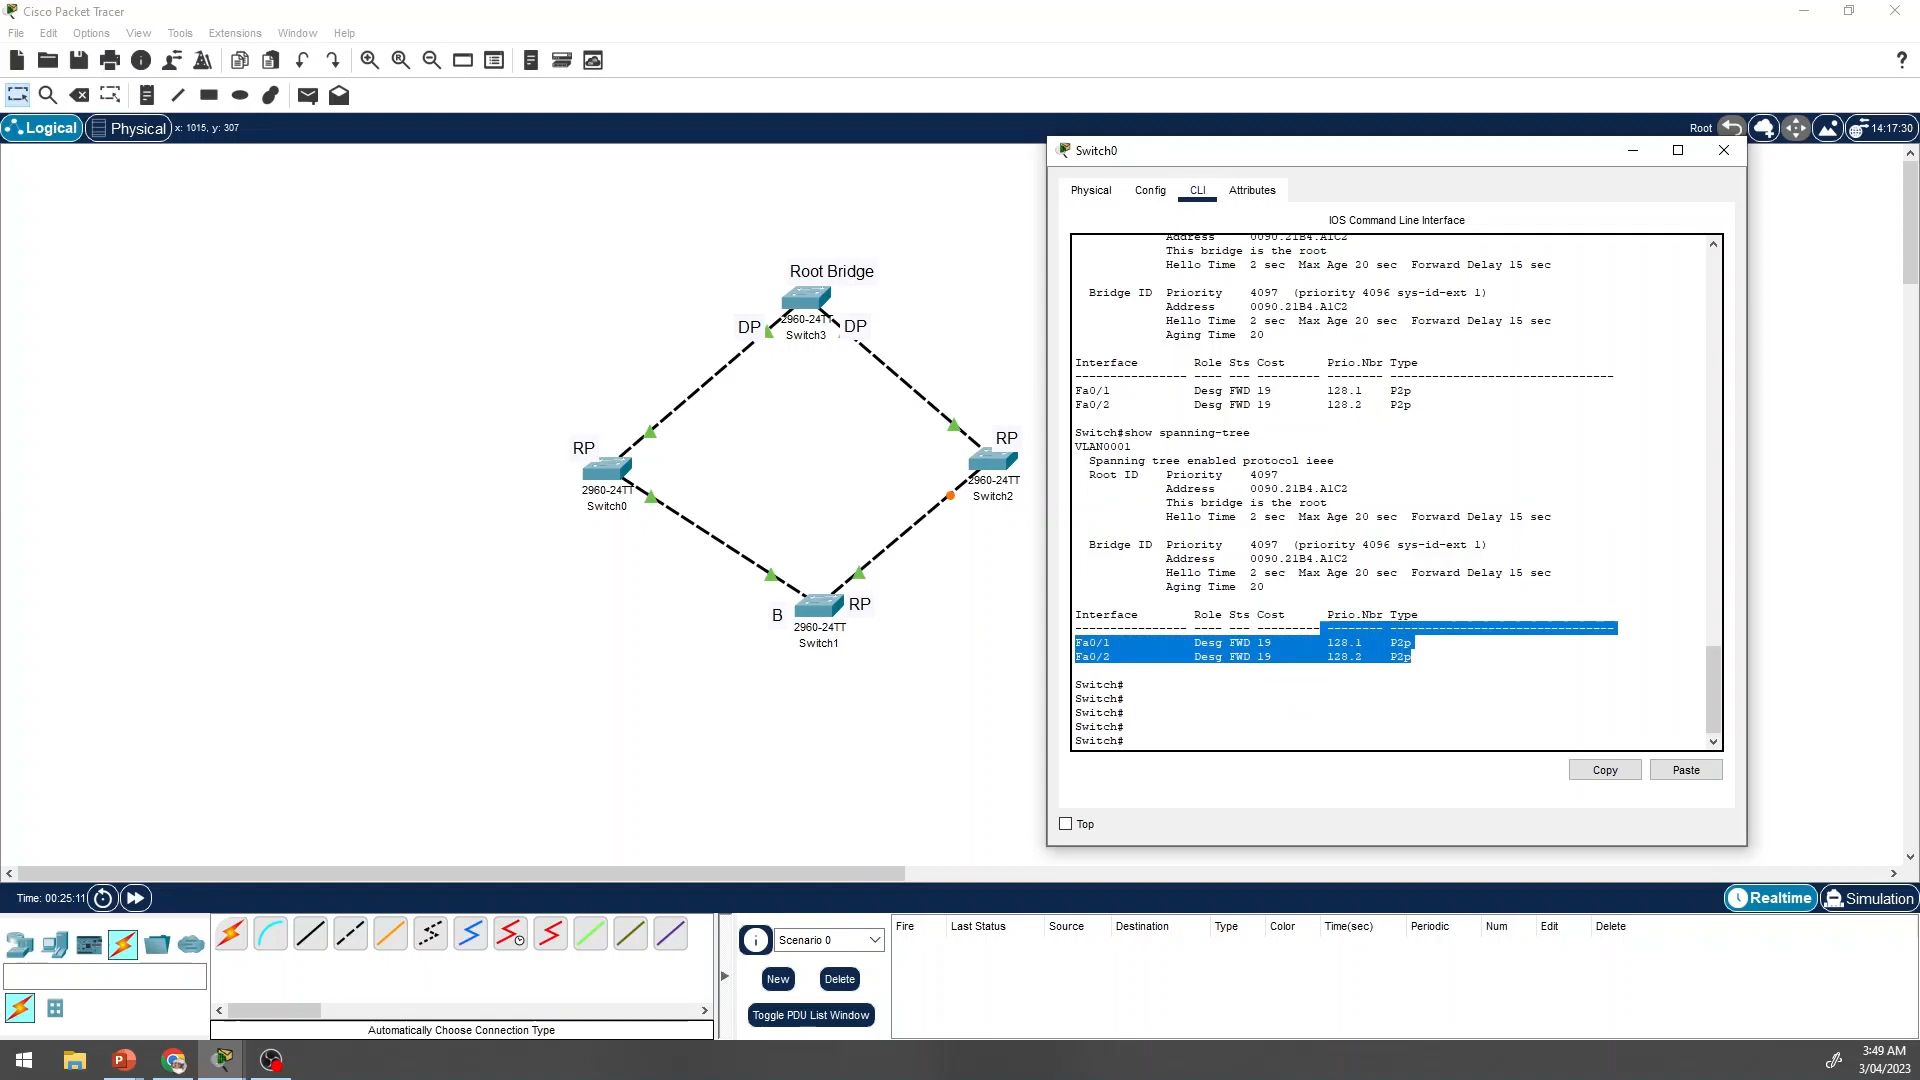 Cisco Packet Tracer
File Edit Options View Tools Extensions Window Help
Logical Physical x: 1015, y: 307
Root 14:17:30
Root Bridge
DP DP
2960-24TT
Switch3
RP
2960-24TT
Switch0
RP
2960-24TT
Switch2
B RP
2960-24TT
Switch1
Switch0
Physical Config CLI Attributes
IOS Command Line Interface
Address 0090.21B4.A1C2
This bridge is the root
Hello Time 2 sec Max Age 20 sec Forward Delay 15 sec
Bridge ID Priority 4097 (priority 4096 sys-id-ext 1)
Address 0090.21B4.A1C2
Hello Time 2 sec Max Age 20 sec Forward Delay 15 sec
Aging Time 20
Interface Role Sts Cost Prio.Nbr Type
---------------- ---- --- --------- -------- --------------------------------
Fa0/1 Desg FWD 19 128.1 P2p
Fa0/2 Desg FWD 19 128.2 P2p
Switch#show spanning-tree
VLAN0001
Spanning tree enabled protocol ieee
Root ID Priority 4097
Address 0090.21B4.A1C2
This bridge is the root
Hello Time 2 sec Max Age 20 sec Forward Delay 15 sec
Bridge ID Priority 4097 (priority 4096 sys-id-ext 1)
Address 0090.21B4.A1C2
Hello Time 2 sec Max Age 20 sec Forward Delay 15 sec
Aging Time 20
Interface Role Sts Cost Prio.Nbr Type
---------------- ---- --- --------- -------- --------------------------------
Fa0/1 Desg FWD 19 128.1 P2p
Fa0/2 Desg FWD 19 128.2 P2p
Switch#
Switch#
Switch#
Switch#
Switch#
Copy Paste
Top
Time: 00:25:11
Realtime Simulation
Automatically Choose Connection Type
Scenario 0
New Delete
Toggle PDU List Window
Fire Last Status Source Destination Type Color Time(sec) Periodic Num Edit Delete
3:49 AM
3/04/2023